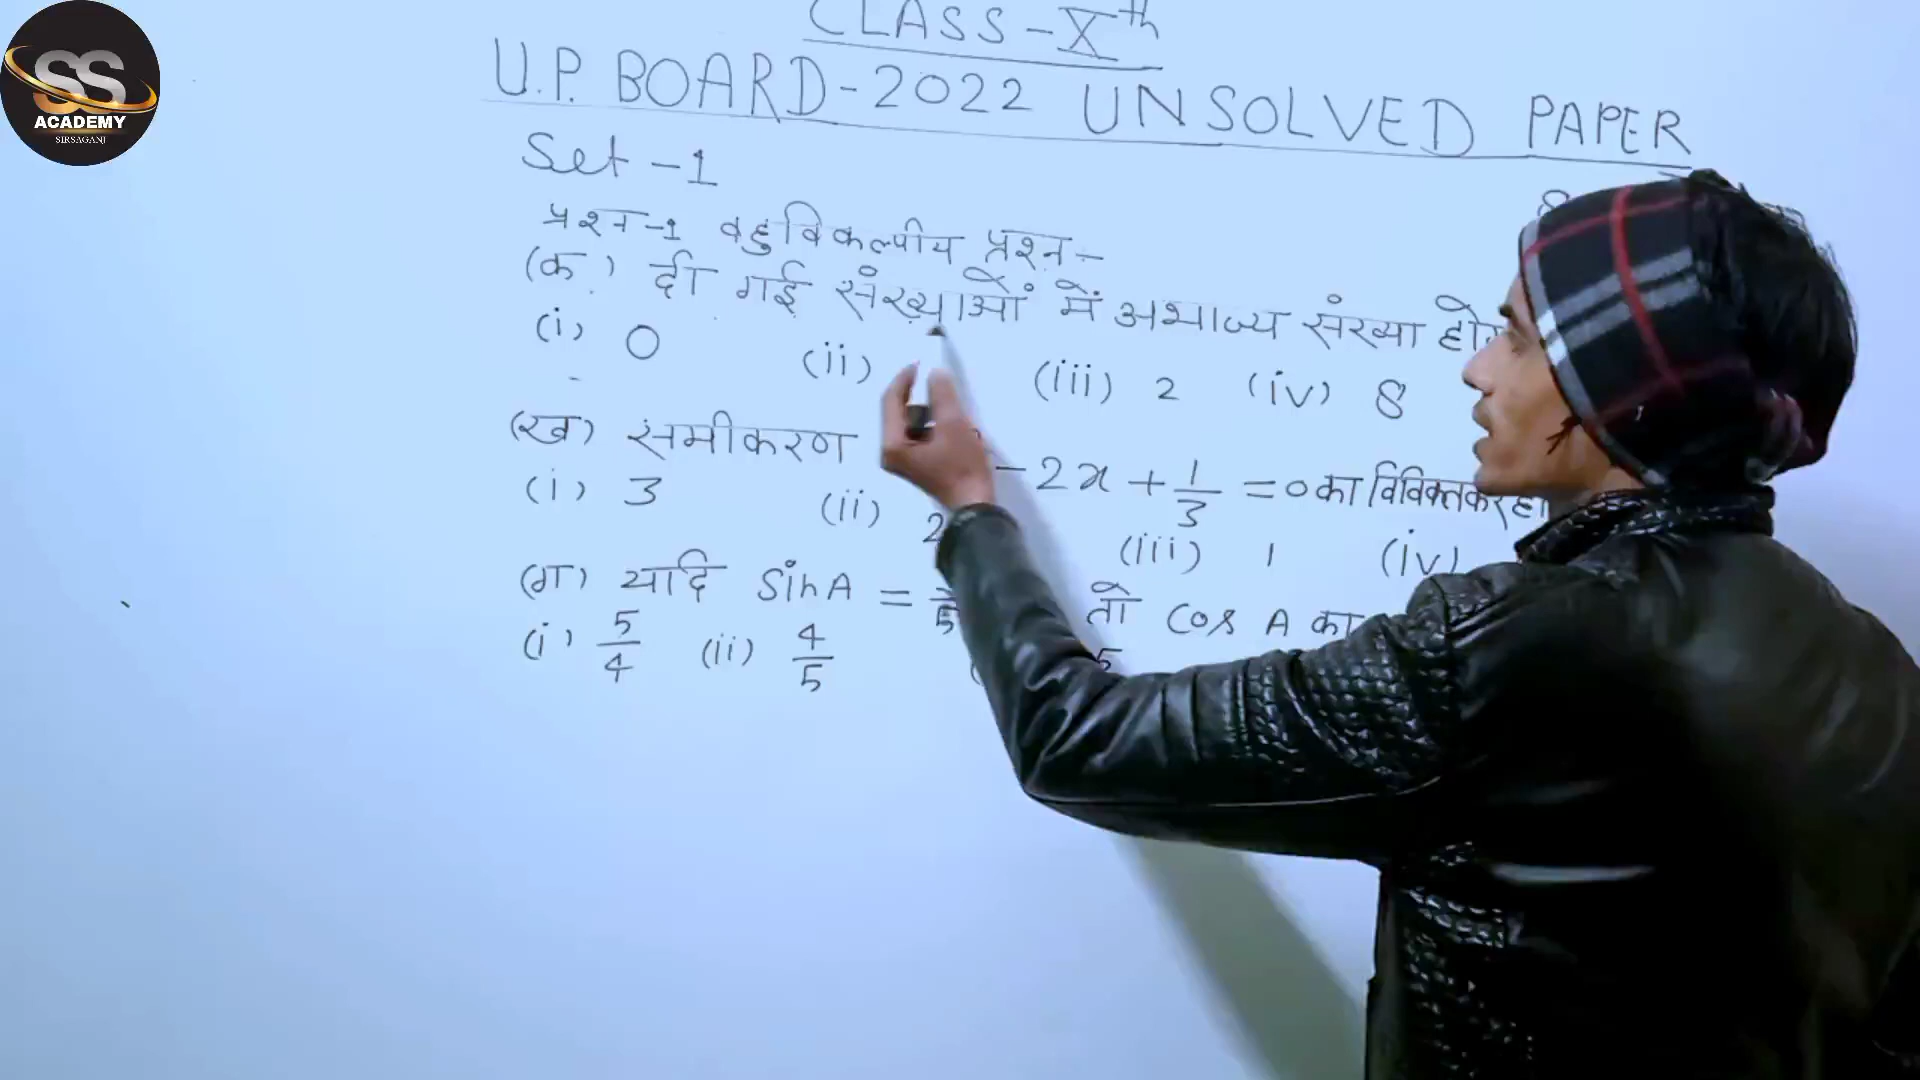 SS
ACADEMY
SIRSAGANJ
CLASS-Xth
U.P. BOARD-2022 UNSOLVED PAPER
Set-1
प्रश्न-1 बहुविकल्पीय प्रश्न-
(क) दी गई संख्याओं में अभाज्य संख्या
(i) 0 (ii) (iii) 2 (iv) 8
(ख) समीकरण -2x + 1/3 = 0 का विविक्तकर
(i) 3 (ii) 2 (iii) 1 (iv)
(ग) यदि sin A = तो cos A का
(i) 5/4 (ii) 4/5